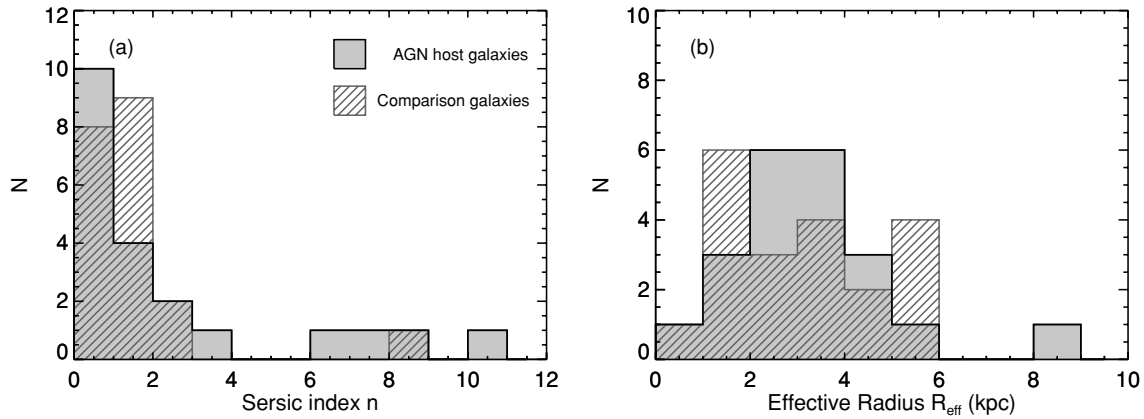 (a)
AGN host galaxies
Comparison galaxies
12
10
8
6
4
2
0
N
0 2 4 6 8 10 12
Sersic index n
(b)
10
8
6
4
2
0
N
0 2 4 6 8 10
Effective Radius R_eff (kpc)